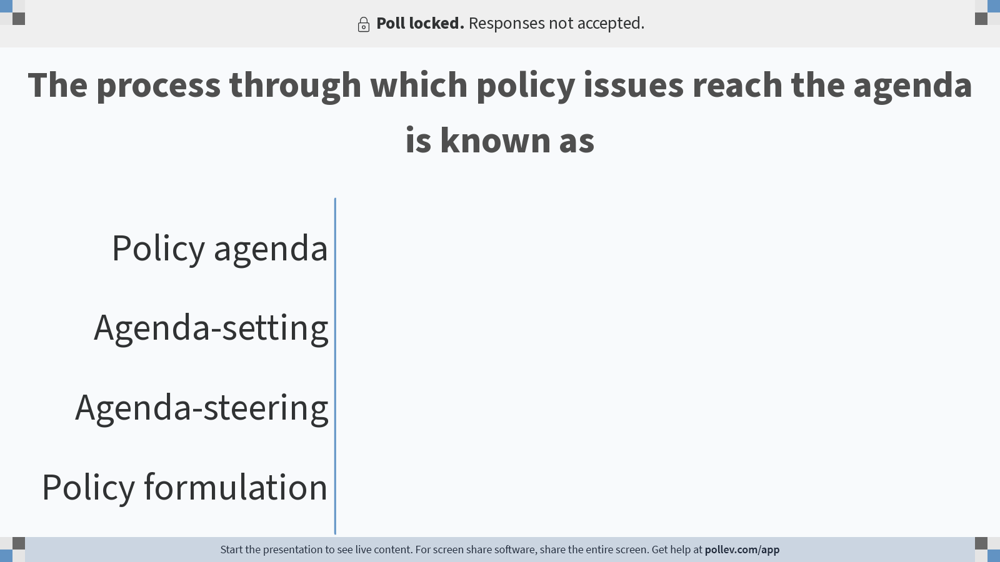 Poll locked. Responses not accepted.
The process through which policy issues reach the agenda
is known as
Policy agenda
Agenda-setting
Agenda-steering
Policy formulation
Start the presentation to see live content. For screen share software, share the entire screen. Get help at pollev.com/app